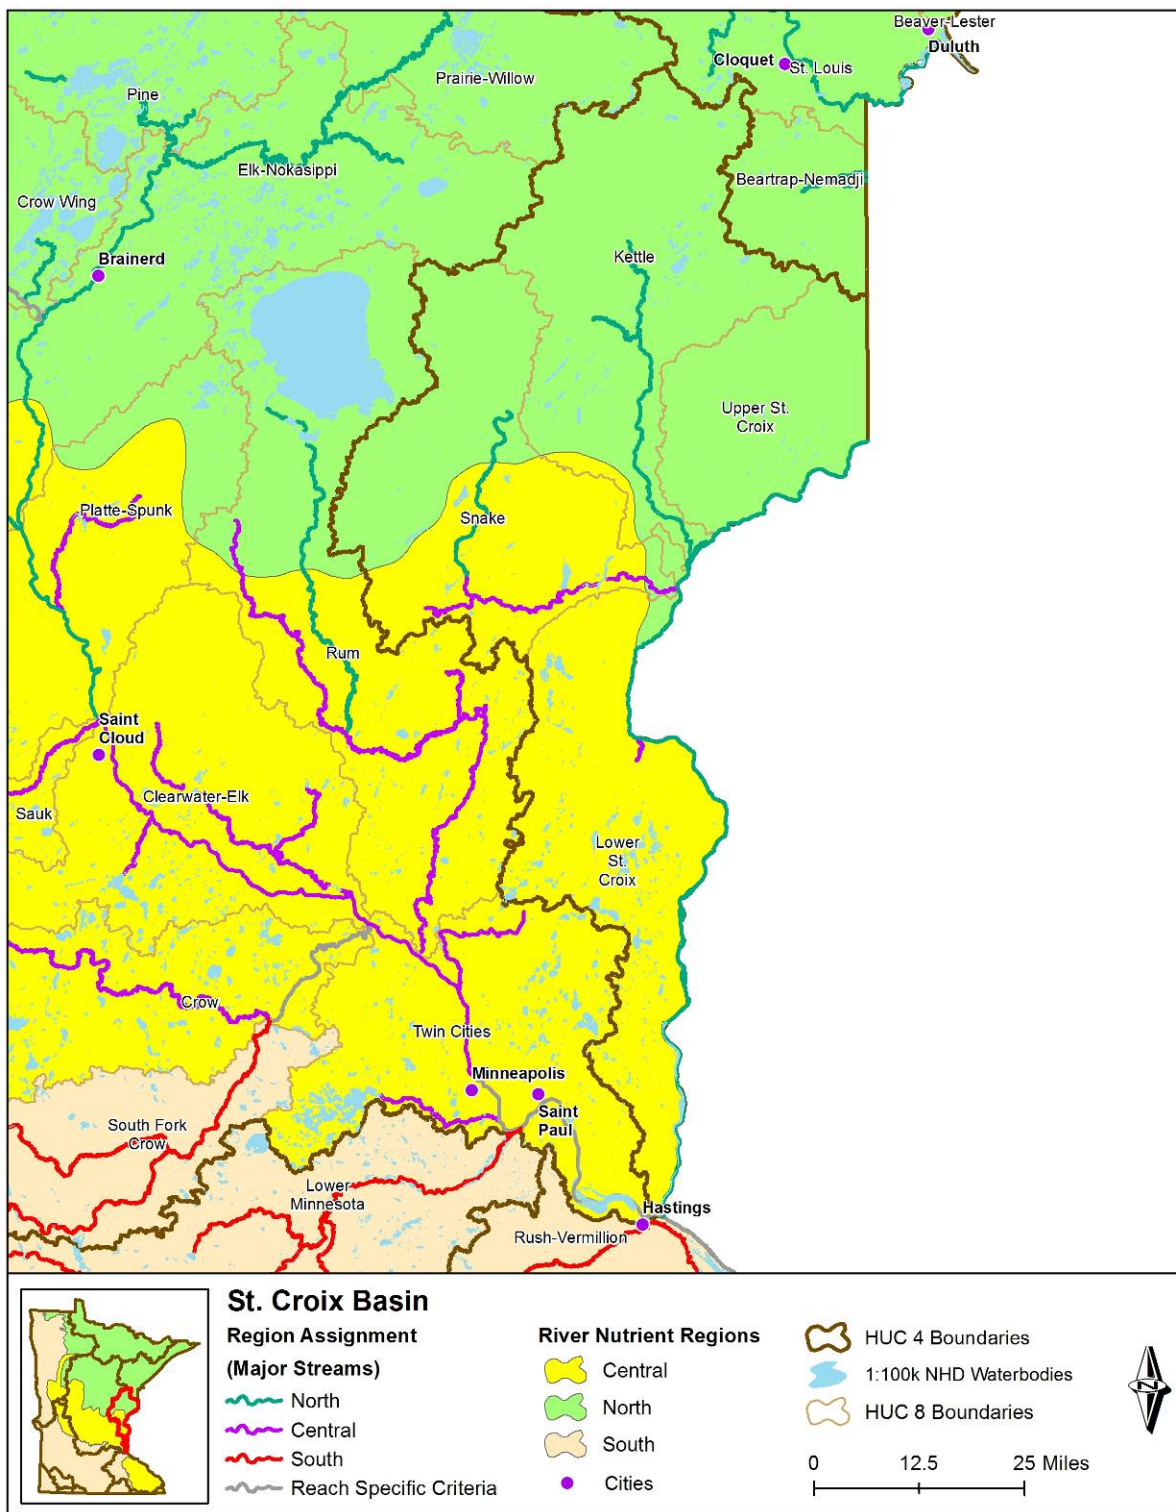 Beaver-Lester
Duluth
Cloquet
St. Louis
Prairie-Willow
Pine
Elk-Nokasippi
Beartrap-Nemadji
Crow Wing
Brainerd
Kettle
Upper St.
Croix
Platte-Spunk
Snake
Rum
Saint
Cloud
Clearwater-Elk
Sauk
Lower
St.
Croix
Crow
Twin Cities
Minneapolis
Saint
Paul
South Fork
Crow
Lower
Minnesota
Hastings
Rush-Vermillion
St. Croix Basin
Region Assignment
(Major Streams)
North
Central
South
Reach Specific Criteria
River Nutrient Regions
Central
North
South
Cities
HUC 4 Boundaries
1:100k NHD Waterbodies
HUC 8 Boundaries
N
0 12.5 25 Miles